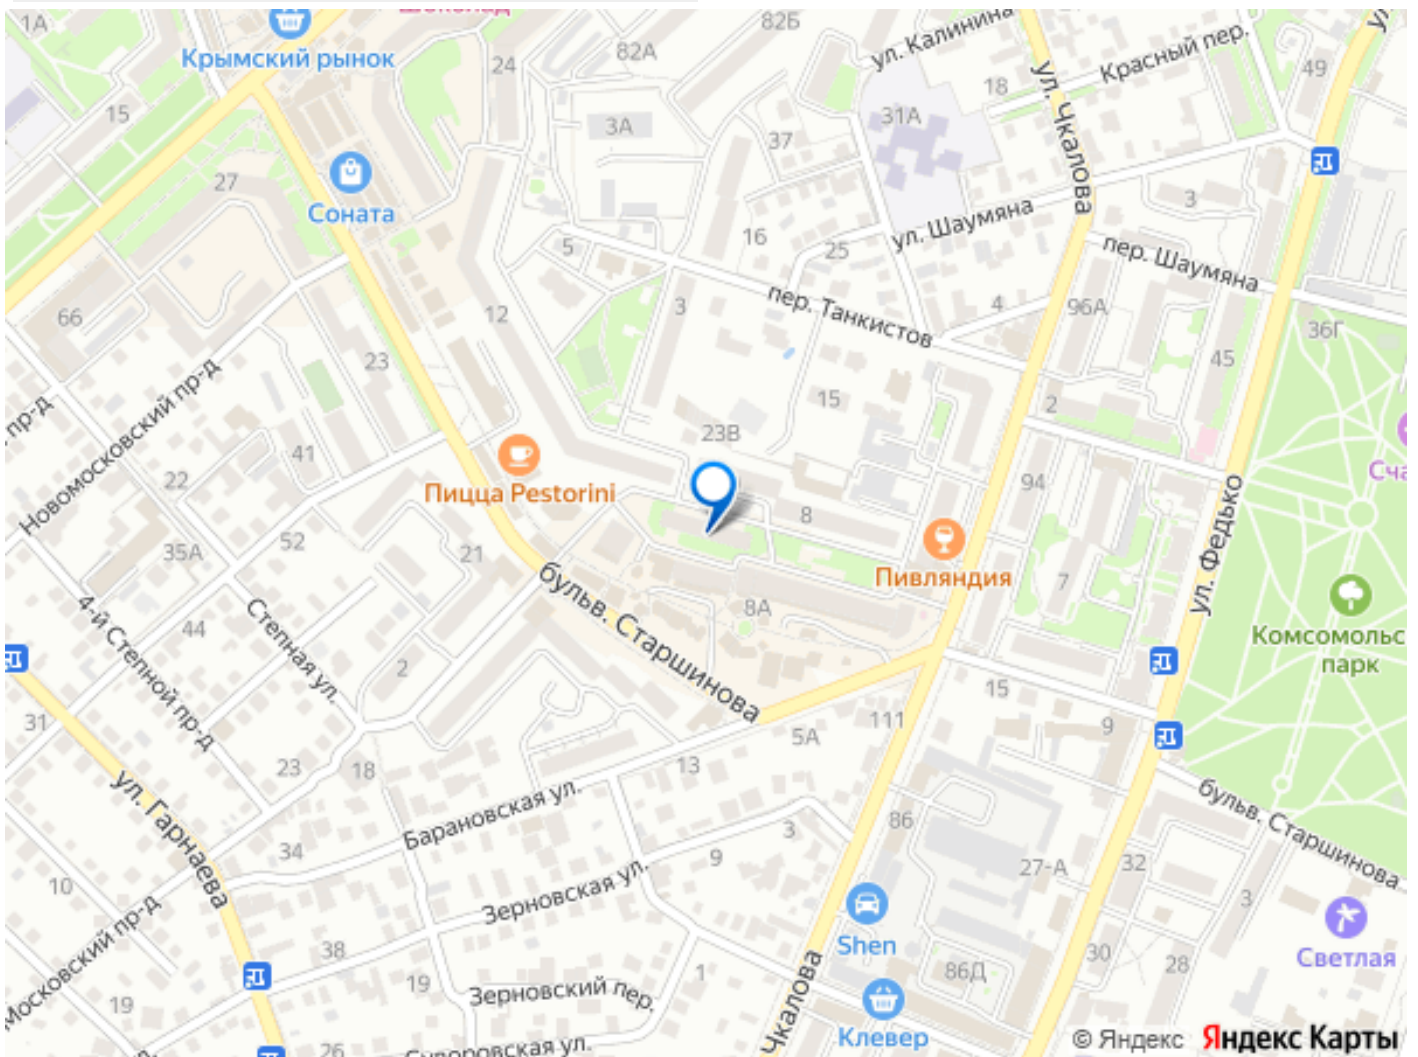 1А
Шоколад
82Б
Крымский рынок
24
82А
ул. Калинина
Красный пер.
49
15
3А
37
31А
18
ул. Чкалова
27
Соната
3
16
25
ул. Шаумяна
5
пер. Шаумяна
66
12
3
пер. Танкистов
4
96А
36Г
45
23
15
2
Новомосковский пр-д
41
23В
22
Пицца Pestorini
8
94
35А
52
21
Пивляндия
7
ул. Федько
4-й Степной пр-д
44
Степная ул.
бульв. Старшинова
8А
Комсомольс
парк
2
15
31
111
5А
9
23
18
13
ул. Гарнаева
Барановская ул.
бульв. Старшинова
34
86
3
9
27-А
32
10
Зерновская ул.
3
Московский пр-д
Shen
Светлая
38
Чкалова
30
28
19
19
1
86Д
Зерновский пер.
Клевер
26
Суворовская ул.
© Яндекс Яндекс Карты